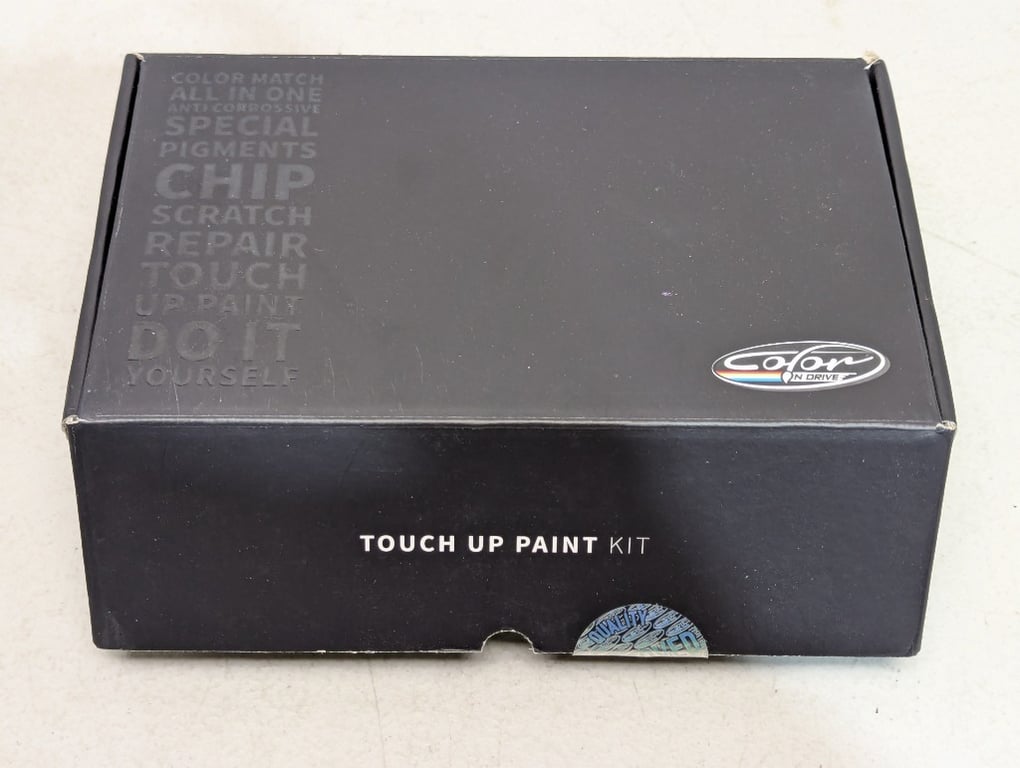 COLOR MATCH
ALL IN ONE
ANTI CORROSSIVE
SPECIAL
PIGMENTS
CHIP
SCRATCH
REPAIR
TOUCH
UP PAINT
DO IT
YOURSELF
Color
N DRIVE
TOUCH UP PAINT KIT
QUALITY